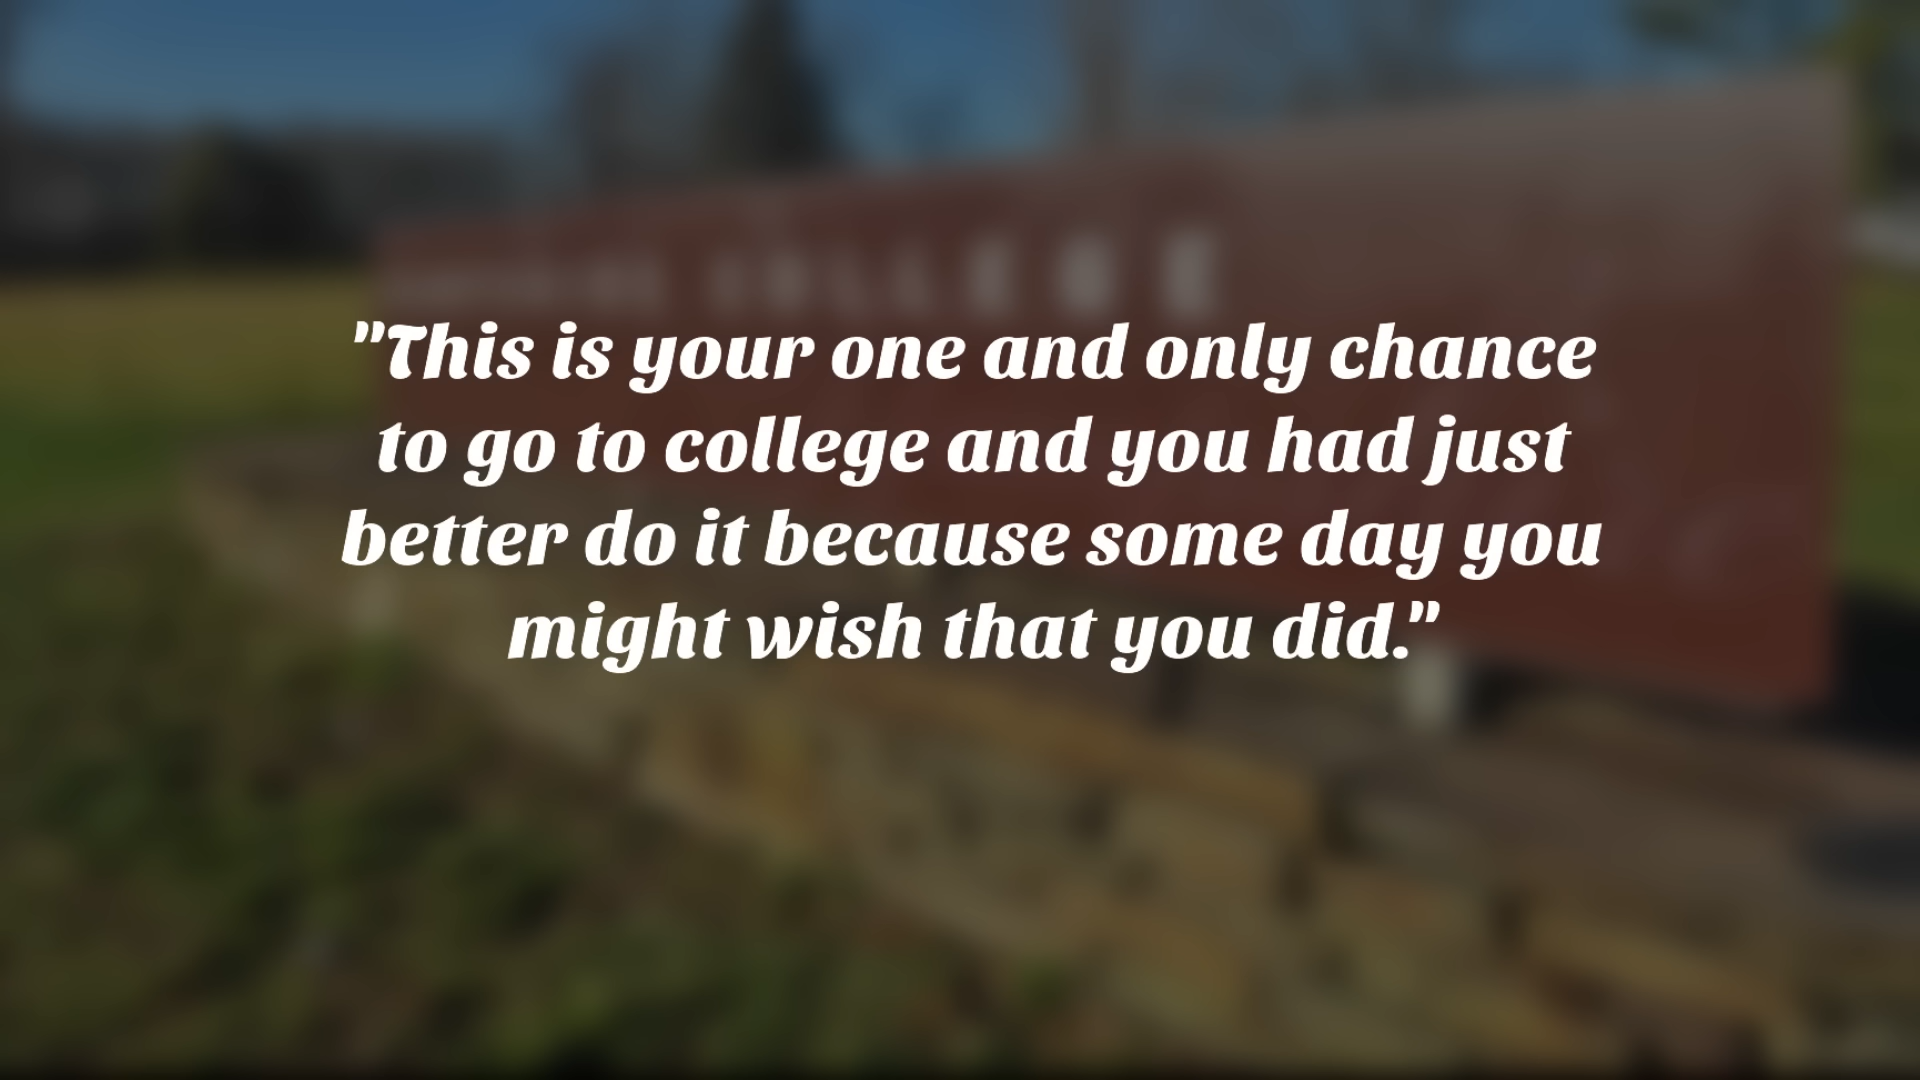 COLLEGE
"This is your one and only chance
to go to college and you had just
better do it because some day you
might wish that you did."